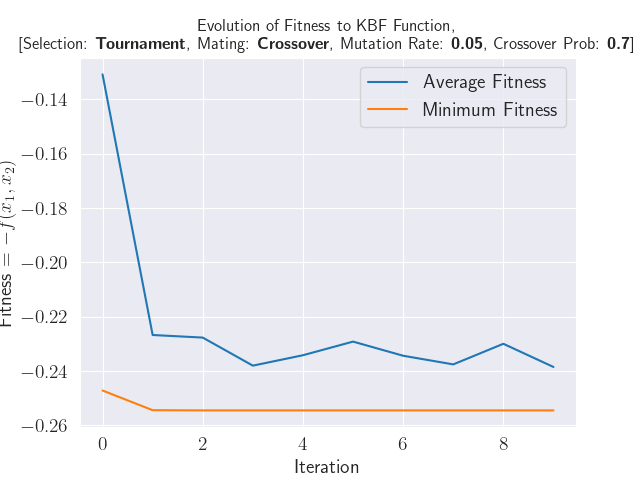 Evolution of Fitness to KBF Function,
[Selection: Tournament, Mating: Crossover, Mutation Rate: 0.05, Crossover Prob: 0.7]
Average Fitness
Minimum Fitness
−0.14
−0.16
−0.18
−0.20
−0.22
−0.24
−0.26
Fitness = −f(x₁, x₂)
0 2 4 6 8
Iteration